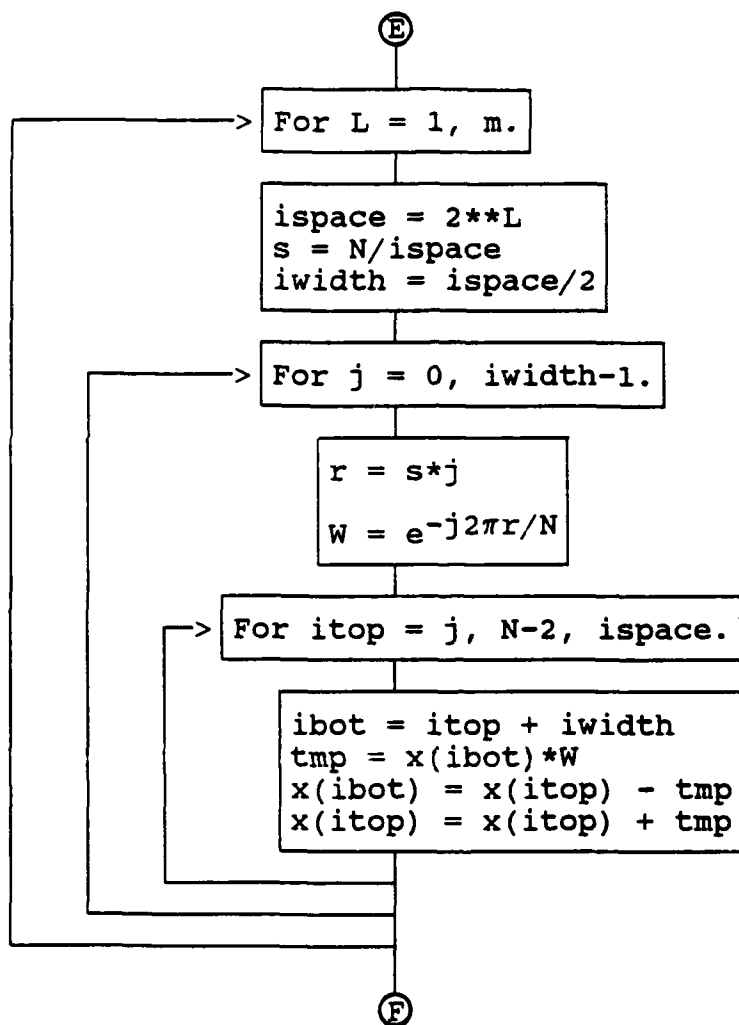 E
> For L = 1, m.
ispace = 2**L
s = N/ispace
iwidth = ispace/2
> For j = 0, iwidth-1.
r = s*j
W = e^-j2πr/N
> For itop = j, N-2, ispace.
ibot = itop + iwidth
tmp = x(ibot)*W
x(ibot) = x(itop) - tmp
x(itop) = x(itop) + tmp
F